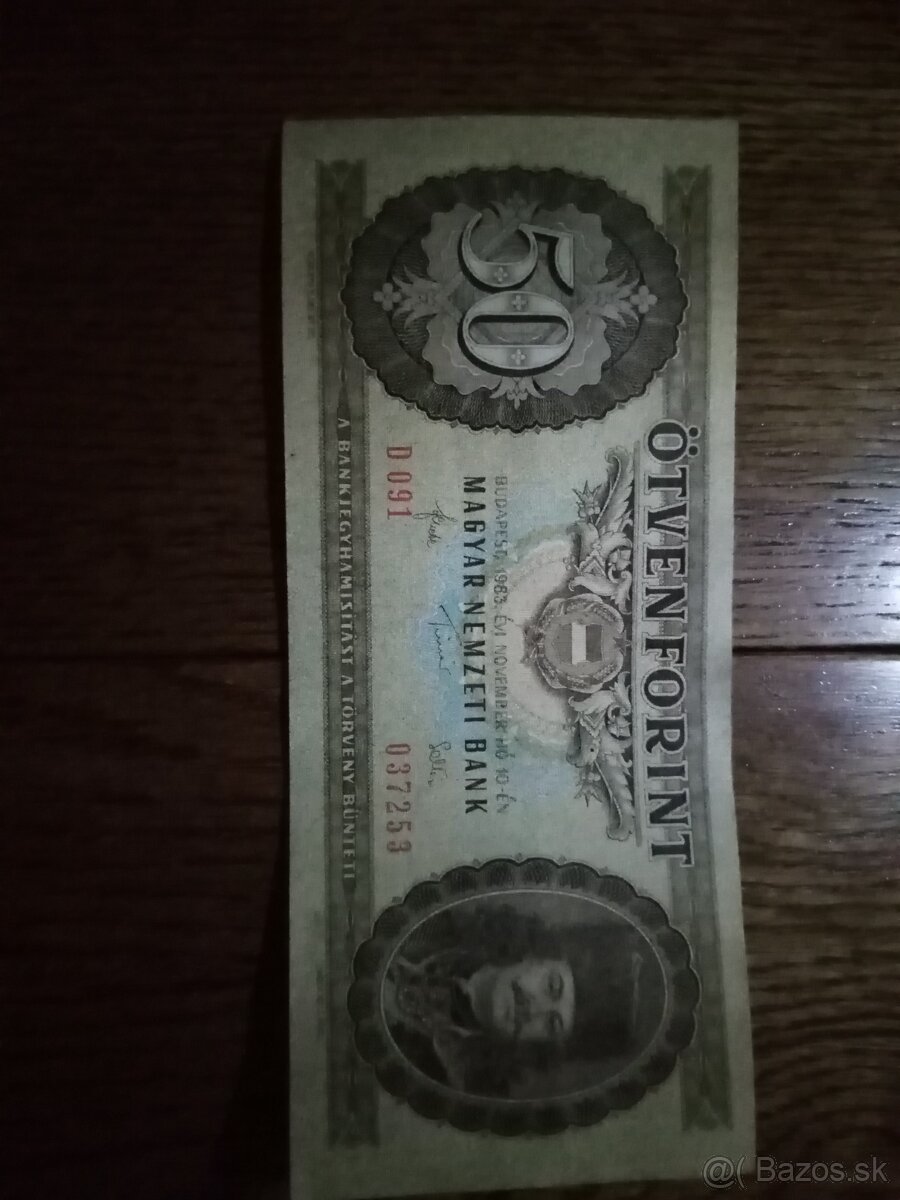 50
ÖTVEN FORINT
BUDAPEST, 1983. ÉVI NOVEMBER HÓ 10-ÉN
MAGYAR NEMZETI BANK
D 091
037253
A BANKJEGYHAMISÍTÁST A TÖRVÉNY BÜNTETI
@( Bazos.sk